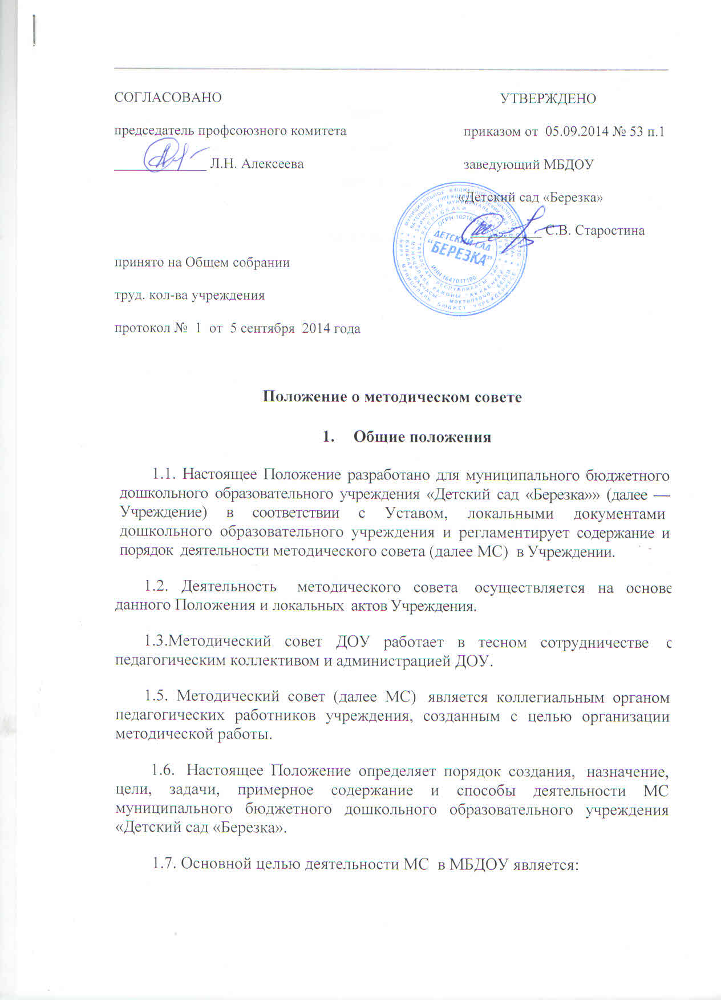 СОГЛАСОВАНО УТВЕРЖДЕНО
председатель профсоюзного комитета приказом от 05.09.2014 № 53 п.1
Л.Н. Алексеева заведующий МБДОУ
«Детский сад «Березка»
С.В. Старостина
ДЕТСКИЙ САД
"БЕРЕЗКА"
ИНН 1647007100
принято на Общем собрании
труд. кол-ва учреждения
протокол № 1 от 5 сентября 2014 года
Положение о методическом совете
1. Общие положения
1.1. Настоящее Положение разработано для муниципального бюджетного
дошкольного образовательного учреждения «Детский сад «Березка»» (далее —
Учреждение) в соответствии с Уставом, локальными документами
дошкольного образовательного учреждения и регламентирует содержание и
порядок деятельности методического совета (далее МС) в Учреждении.
1.2. Деятельность методического совета осуществляется на основе
данного Положения и локальных актов Учреждения.
1.3.Методический совет ДОУ работает в тесном сотрудничестве с
педагогическим коллективом и администрацией ДОУ.
1.5. Методический совет (далее МС) является коллегиальным органом
педагогических работников учреждения, созданным с целью организации
методической работы.
1.6. Настоящее Положение определяет порядок создания, назначение,
цели, задачи, примерное содержание и способы деятельности МС
муниципального бюджетного дошкольного образовательного учреждения
«Детский сад «Березка».
1.7. Основной целью деятельности МС в МБДОУ является: